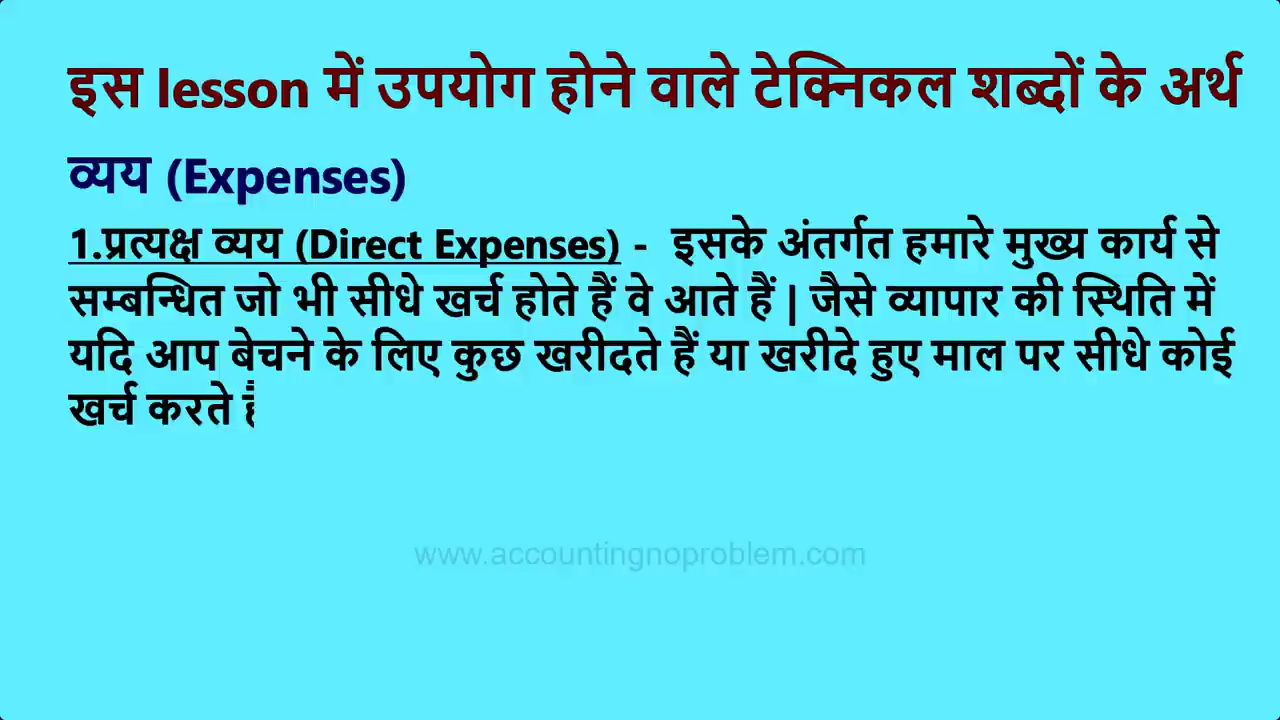 इस lesson में उपयोग होने वाले टेक्निकल शब्दों के अर्थ
व्यय (Expenses)
1.प्रत्यक्ष व्यय (Direct Expenses) - इसके अंतर्गत हमारे मुख्य कार्य से
सम्बन्धित जो भी सीधे खर्च होते हैं वे आते हैं | जैसे व्यापार की स्थिति में
यदि आप बेचने के लिए कुछ खरीदते हैं या खरीदे हुए माल पर सीधे कोई
खर्च करते
www.accountingnoproblem.com